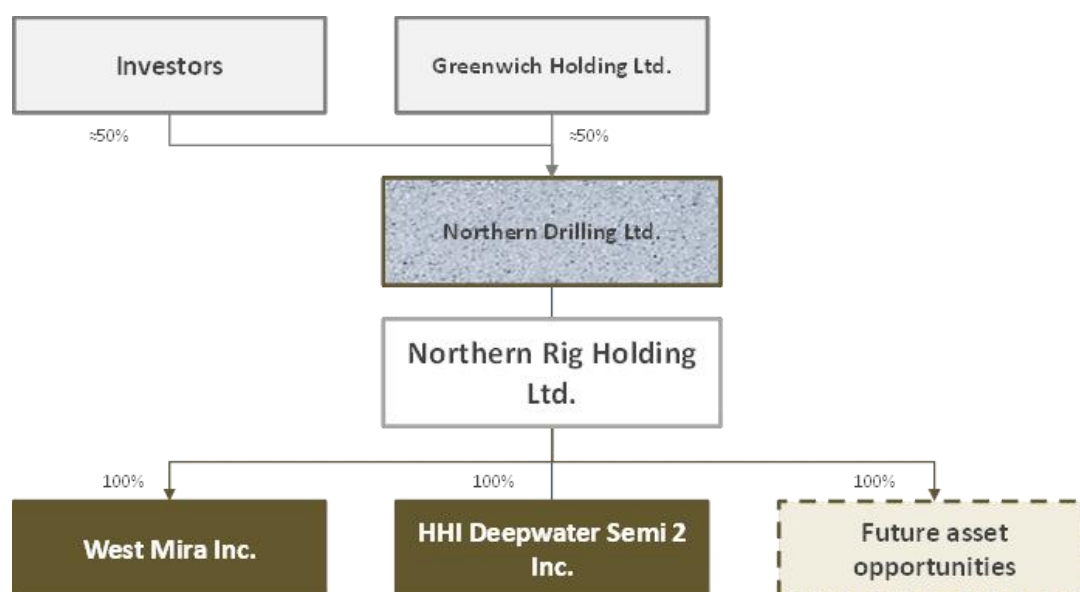 Investors
Greenwich Holding Ltd.
≈50%
≈50%
Northern Drilling Ltd.
Northern Rig Holding
Ltd.
100%
100%
100%
West Mira Inc.
HHI Deepwater Semi 2
Inc.
Future asset
opportunities